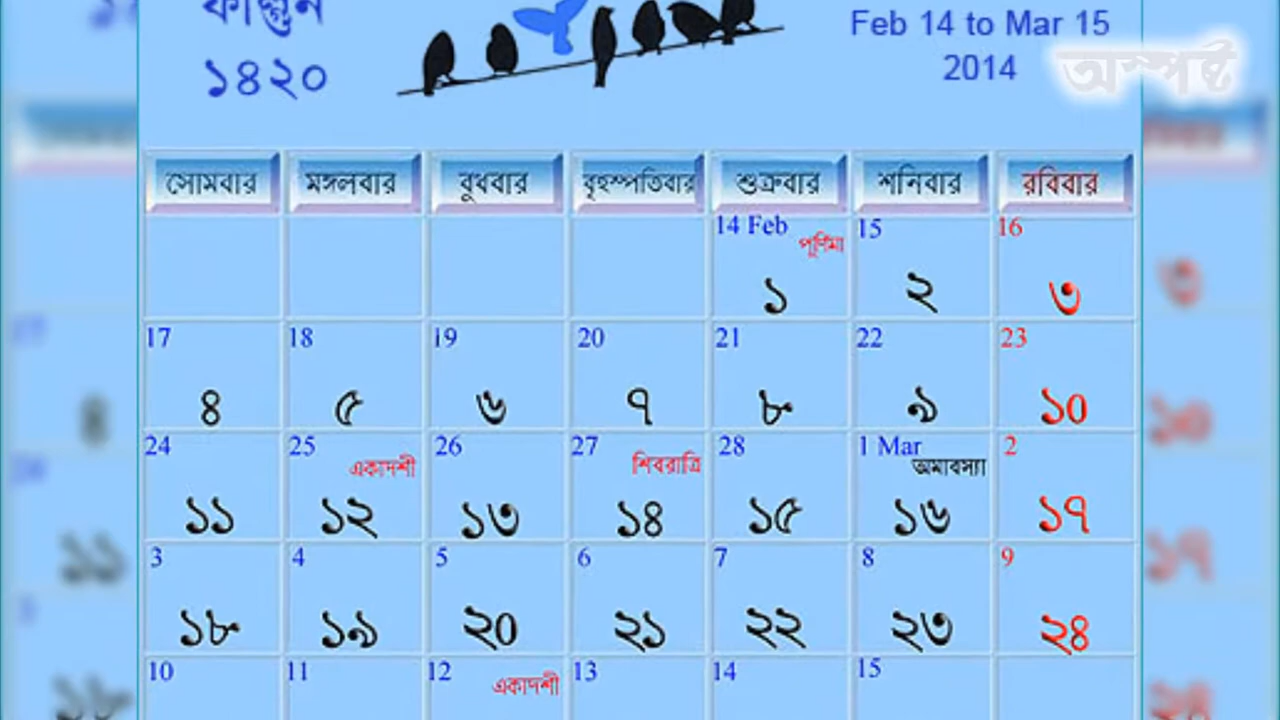 ফাল্গুন
১৪২০
Feb 14 to Mar 15
2014
অস্পষ্ট
সোমবার মঙ্গলবার বুধবার বৃহস্পতিবার শুক্রবার শনিবার রবিবার
14 Feb 15 16
পূর্ণিমা
১ ২ ৩
17 18 19 20 21 22 23
৪ ৫ ৬ ৭ ৮ ৯ ১০
24 25 26 27 28 1 Mar 2
একাদশী শিবরাত্রি অমাবস্যা
১১ ১২ ১৩ ১৪ ১৫ ১৬ ১৭
3 4 5 6 7 8 9
১৮ ১৯ ২০ ২১ ২২ ২৩ ২৪
10 11 12 13 14 15
একাদশী